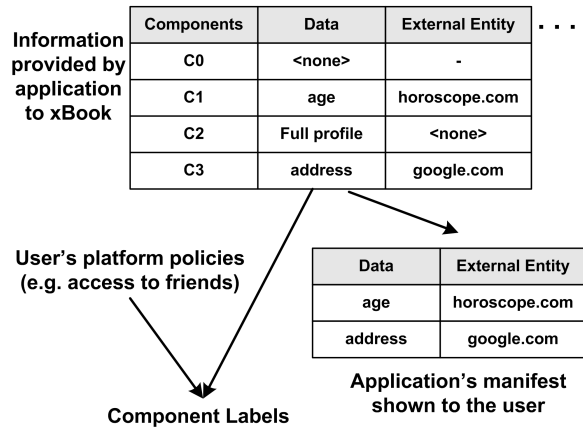 Information
provided by
application
to xBook
Components Data External Entity . . .
C0 <none> -
C1 age horoscope.com
C2 Full profile <none>
C3 address google.com
User's platform policies
(e.g. access to friends)
Data External Entity
age horoscope.com
address google.com
Application's manifest
shown to the user
Component Labels